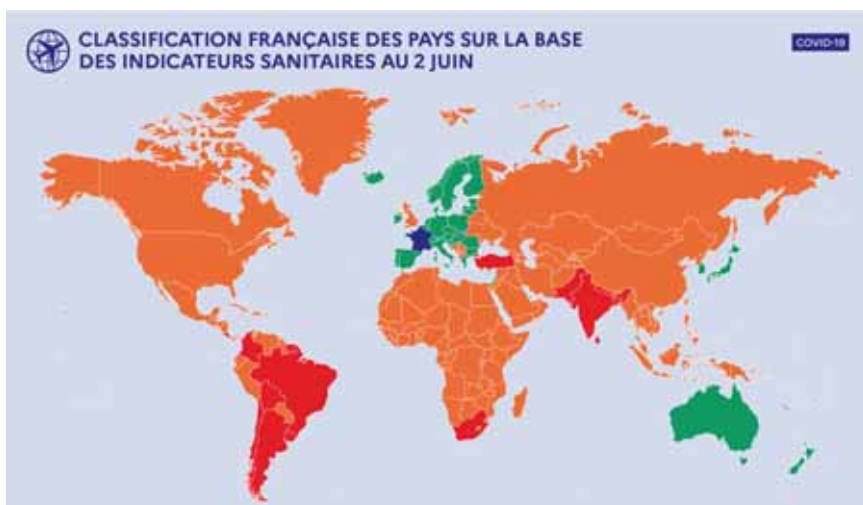 CLASSIFICATION FRANÇAISE DES PAYS SUR LA BASE
DES INDICATEURS SANITAIRES AU 2 JUIN
COVID-19